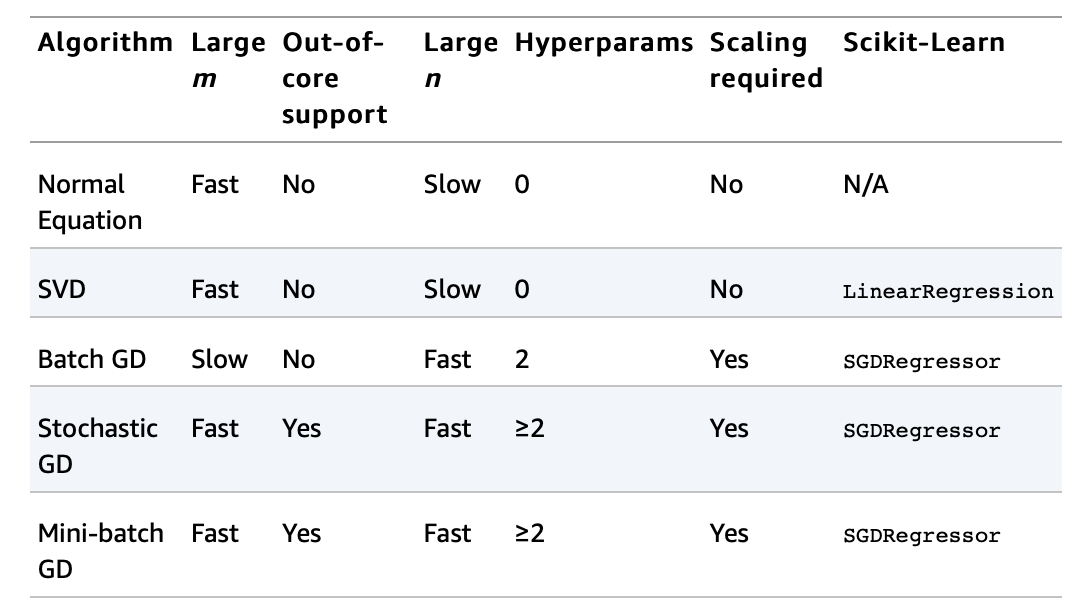 Algorithm Large Out-of- Large Hyperparams Scaling Scikit-Learn
m core n required
support
Normal Fast No Slow 0 No N/A
Equation
SVD Fast No Slow 0 No LinearRegression
Batch GD Slow No Fast 2 Yes SGDRegressor
Stochastic Fast Yes Fast ≥2 Yes SGDRegressor
GD
Mini-batch Fast Yes Fast ≥2 Yes SGDRegressor
GD